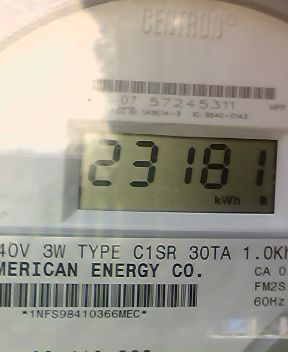 CENTRON®
07 57245311
23181
kWh
40V 3W TYPE C1SR 30TA 1.0K
MERICAN ENERGY CO.
CA 0
FM2S
60Hz
*1NFS98410366MEC*